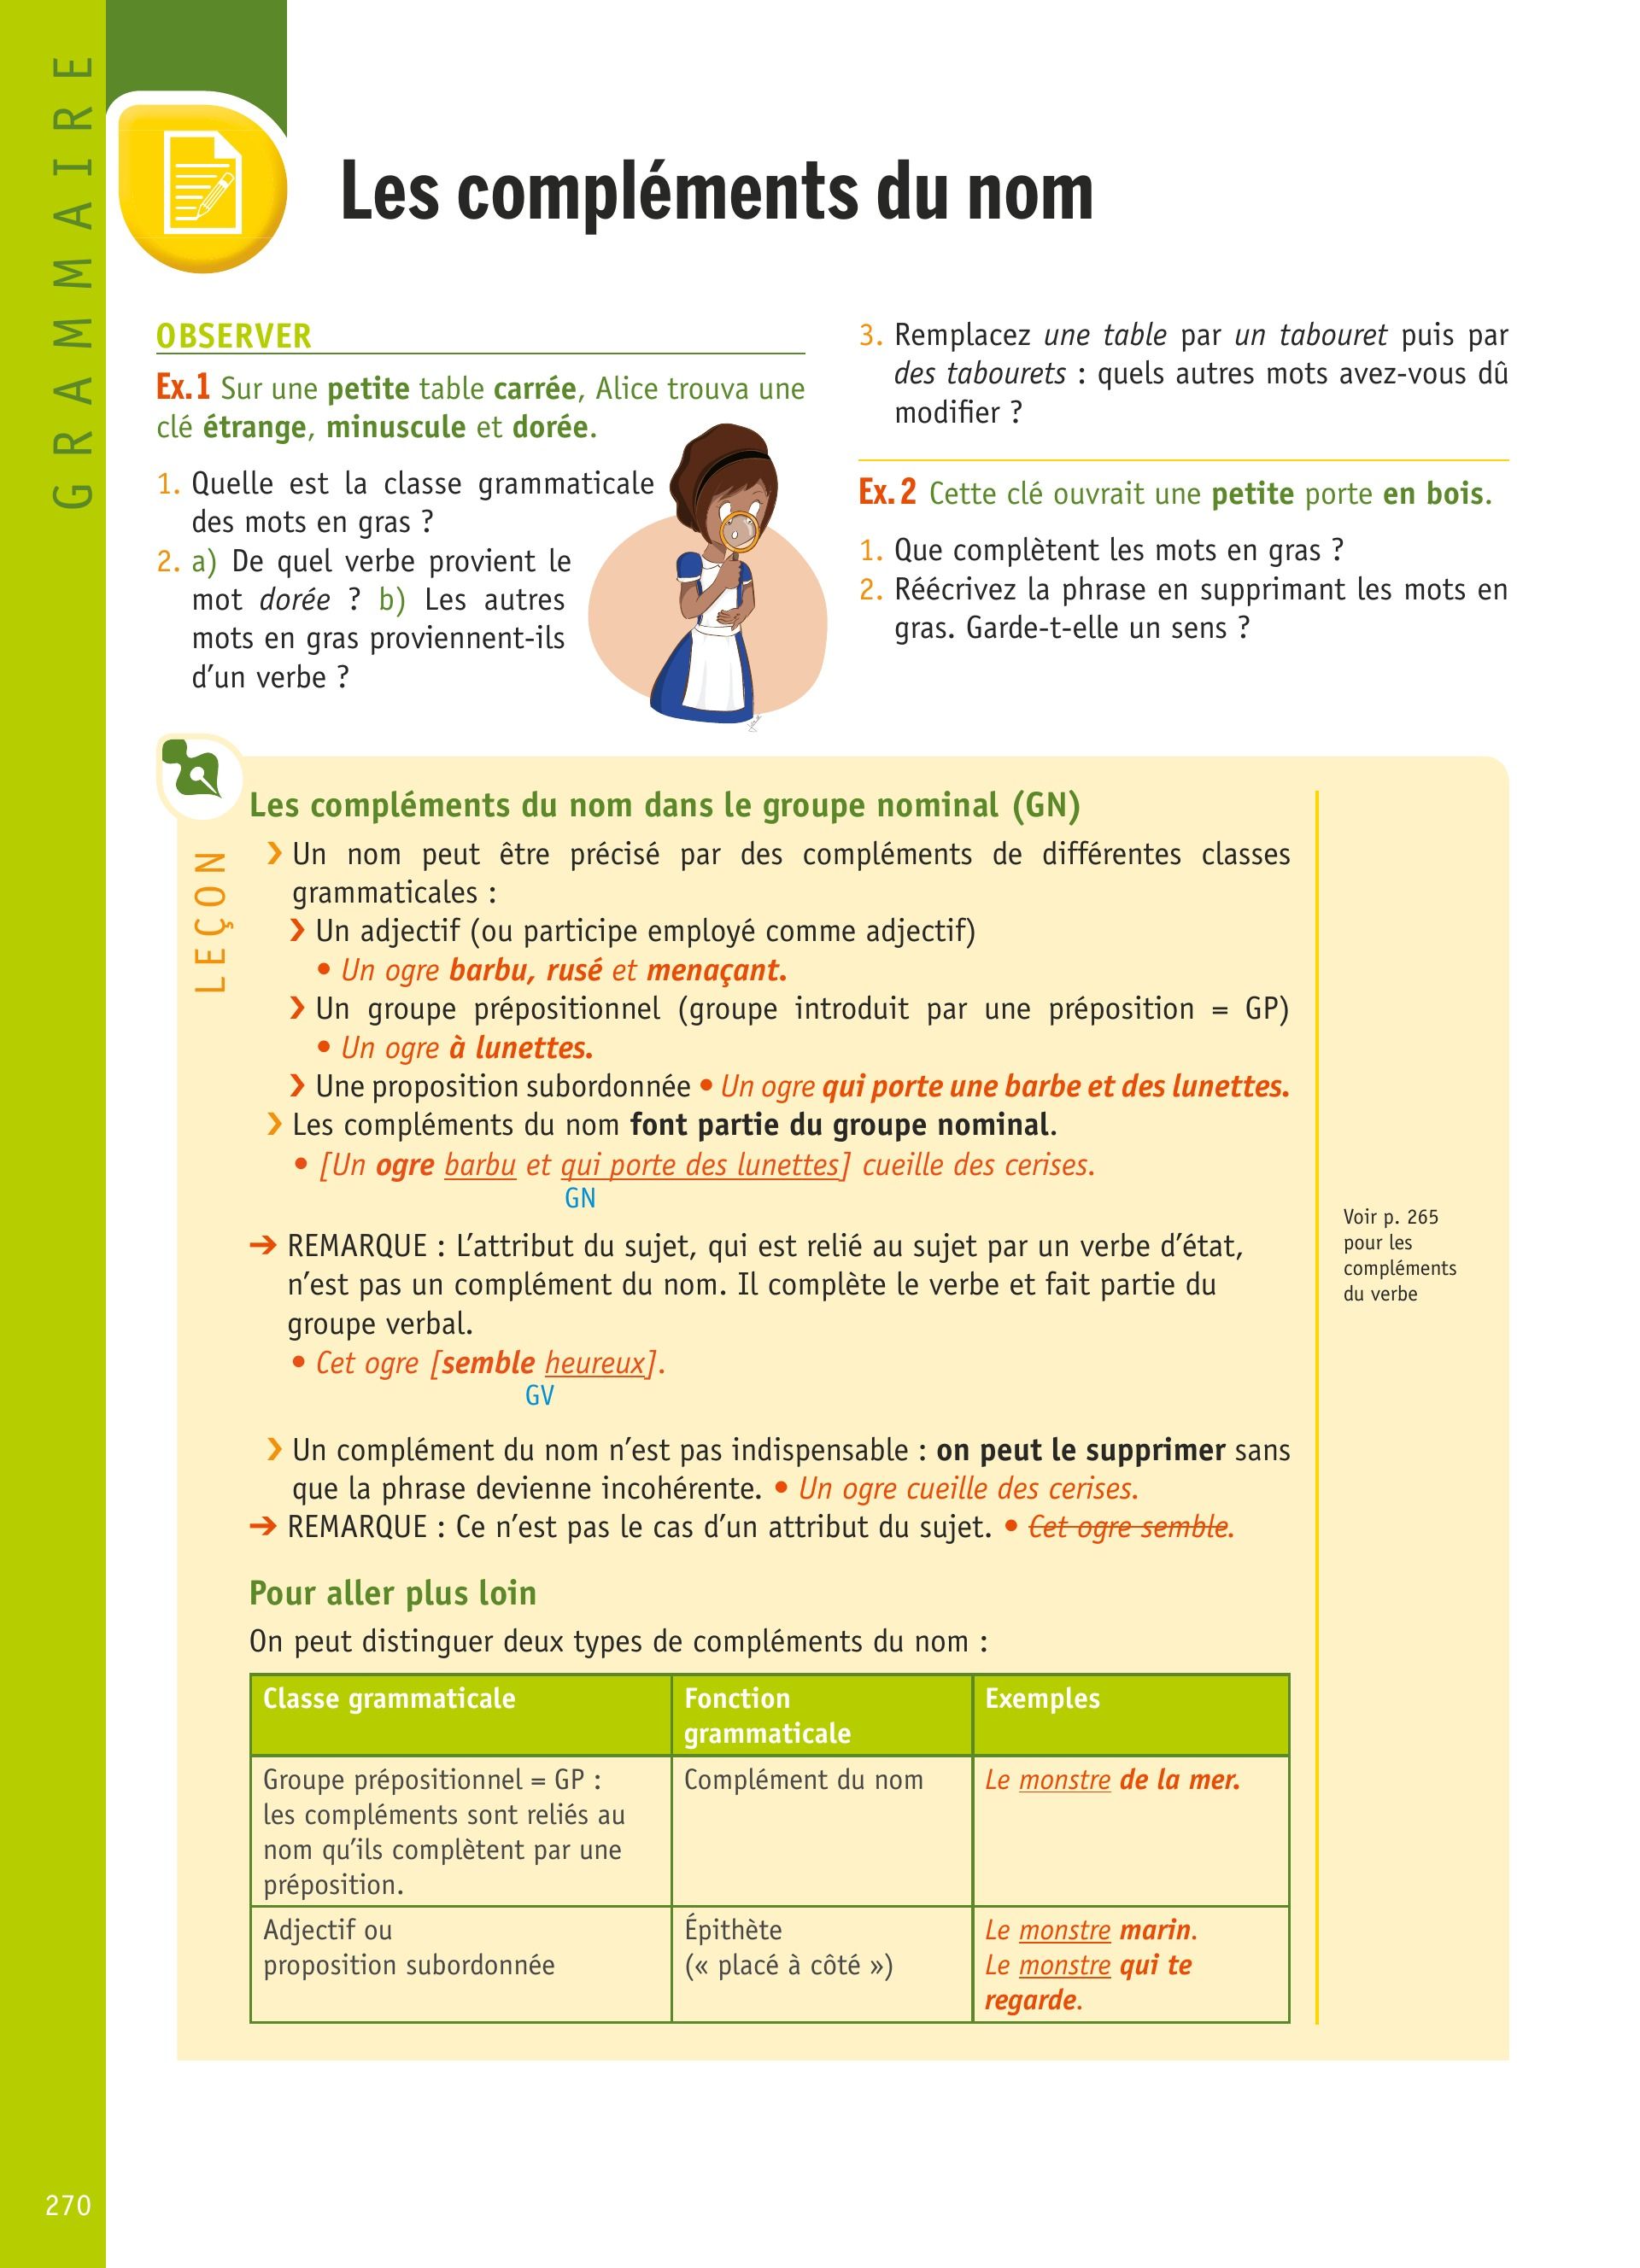 GRAMMAIRE
Les compléments du nom
OBSERVER
Ex.1 Sur une petite table carrée, Alice trouva une
clé étrange, minuscule et dorée.
1. Quelle est la classe grammaticale
des mots en gras ?
2. a) De quel verbe provient le
mot dorée ? b) Les autres
mots en gras proviennent-ils
d’un verbe ?
3. Remplacez une table par un tabouret puis par
des tabourets : quels autres mots avez-vous dû
modifier ?
Ex.2 Cette clé ouvrait une petite porte en bois.
1. Que complètent les mots en gras ?
2. Réécrivez la phrase en supprimant les mots en
gras. Garde-t-elle un sens ?
LEÇON
Les compléments du nom dans le groupe nominal (GN)
› Un nom peut être précisé par des compléments de différentes classes
grammaticales :
› Un adjectif (ou participe employé comme adjectif)
• Un ogre barbu, rusé et menaçant.
› Un groupe prépositionnel (groupe introduit par une préposition = GP)
• Un ogre à lunettes.
› Une proposition subordonnée • Un ogre qui porte une barbe et des lunettes.
› Les compléments du nom font partie du groupe nominal.
• [Un ogre barbu et qui porte des lunettes] cueille des cerises.
GN
➔ REMARQUE : L’attribut du sujet, qui est relié au sujet par un verbe d’état,
n’est pas un complément du nom. Il complète le verbe et fait partie du
groupe verbal.
• Cet ogre [semble heureux].
GV
› Un complément du nom n’est pas indispensable : on peut le supprimer sans
que la phrase devienne incohérente. • Un ogre cueille des cerises.
➔ REMARQUE : Ce n’est pas le cas d’un attribut du sujet. • Cet ogre semble.
Voir p. 265
pour les
compléments
du verbe
Pour aller plus loin
On peut distinguer deux types de compléments du nom :
Classe grammaticale
Fonction
grammaticale
Exemples
Groupe prépositionnel = GP :
les compléments sont reliés au
nom qu’ils complètent par une
préposition.
Complément du nom
Le monstre de la mer.
Adjectif ou
proposition subordonnée
Épithète
(« placé à côté »)
Le monstre marin.
Le monstre qui te
regarde.
270